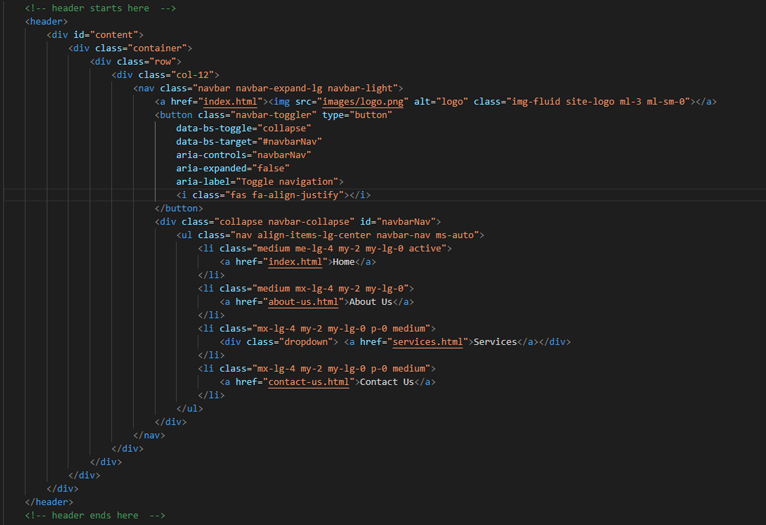 <!-- header starts here  -->
<header>
    <div id="content">
        <div class="container">
            <div class="row">
                <div class="col-12">
                    <nav class="navbar navbar-expand-lg navbar-light">
                        <a href="index.html"><img src="images/logo.png" alt="logo" class="img-fluid site-logo ml-3 ml-sm-0"></a>
                        <button class="navbar-toggler" type="button"
                            data-bs-toggle="collapse"
                            data-bs-target="#navbarNav"
                            aria-controls="navbarNav"
                            aria-expanded="false"
                            aria-label="Toggle navigation">
                            <i class="fas fa-align-justify"></i>
                        </button>
                        <div class="collapse navbar-collapse" id="navbarNav">
                            <ul class="nav align-items-lg-center navbar-nav ms-auto">
                                <li class="medium me-lg-4 my-2 my-lg-0 active">
                                    <a href="index.html">Home</a>
                                </li>
                                <li class="medium mx-lg-4 my-2 my-lg-0">
                                    <a href="about-us.html">About Us</a>
                                </li>
                                <li class="mx-lg-4 my-2 my-lg-0 p-0 medium">
                                    <div class="dropdown"> <a href="services.html">Services</a></div>
                                </li>
                                <li class="mx-lg-4 my-2 my-lg-0 p-0 medium">
                                    <a href="contact-us.html">Contact Us</a>
                                </li>
                            </ul>
                        </div>
                    </nav>
                </div>
            </div>
        </div>
    </div>
</header>
<!-- header ends here  -->